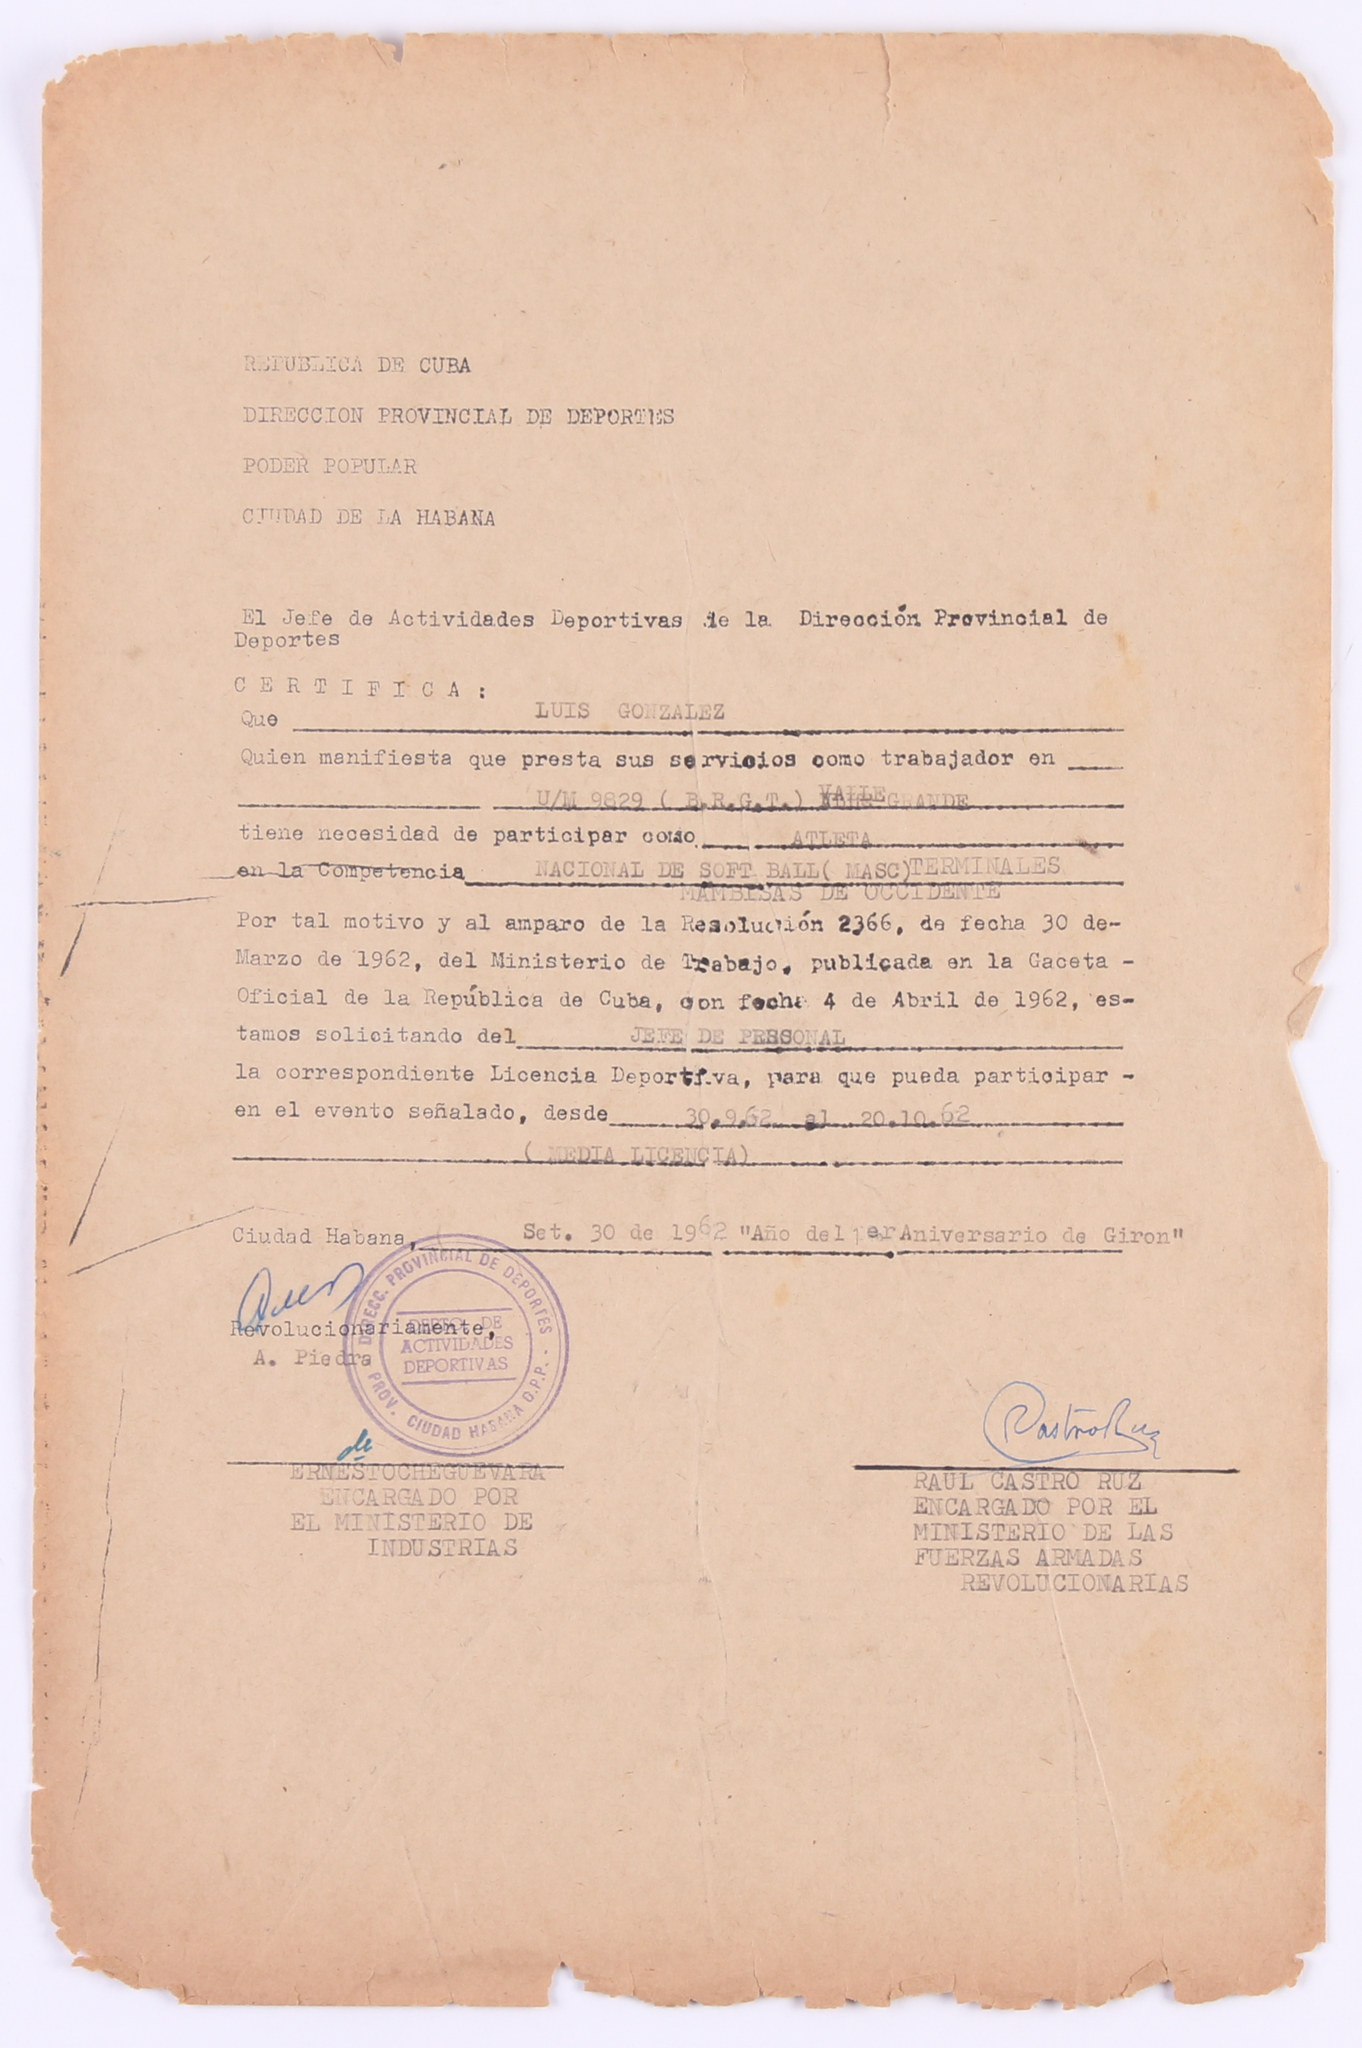 REPUBLICA DE CUBA
DIRECCION PROVINCIAL DE DEPORTES
PODER POPULAR
CIUDAD DE LA HABANA
El Jefe de Actividades Deportivas de la Dirección Provincial de
Deportes
C E R T I F I C A :
Que LUIS GONZALEZ
Quien manifiesta que presta sus servicios como trabajador en
U/M 9829 ( B.R.G.T.) VALLE GRANDE
tiene necesidad de participar como ATLETA
en la Competencia NACIONAL DE SOFT BALL( MASC)TERMINALES
MAMBISAS DE OCCIDENTE
Por tal motivo y al amparo de la Resolución 2366, de fecha 30 de-
Marzo de 1962, del Ministerio de Trabajo, publicada en la Gaceta -
Oficial de la República de Cuba, con fecha 4 de Abril de 1962, es-
tamos solicitando del JEFE DE PERSONAL
la correspondiente Licencia Deportiva, para que pueda participar -
en el evento señalado, desde 30.9.62 al 20.10.62
( MEDIA LICENCIA)
Ciudad Habana, Set. 30 de 1962 "Año del 1er Aniversario de Giron"
Revolucionariamente,
A. Piedra
DIRECC. PROVINCIAL DE DEPORTES -
DEPTO. DE
ACTIVIDADES
DEPORTIVAS
PROV. CIUDAD HABANA O.P.P. -
ERNESTOCHEGUEVARA
ENCARGADO POR
EL MINISTERIO DE
INDUSTRIAS
CastroRuz
RAUL CASTRO RUZ
ENCARGADO POR EL
MINISTERIO DE LAS
FUERZAS ARMADAS
REVOLUCIONARIAS